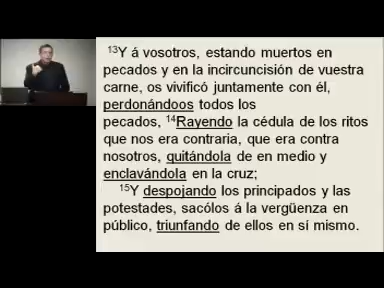 13Y á vosotros, estando muertos en
pecados y en la incircuncisión de vuestra
carne, os vivificó juntamente con él,
perdonándoos todos los
pecados, 14Rayendo la cédula de los ritos
que nos era contraria, que era contra
nosotros, quitándola de en medio y
enclavándola en la cruz;
15Y despojando los principados y las
potestades, sacólos á la vergüenza en
público, triunfando de ellos en sí mismo.